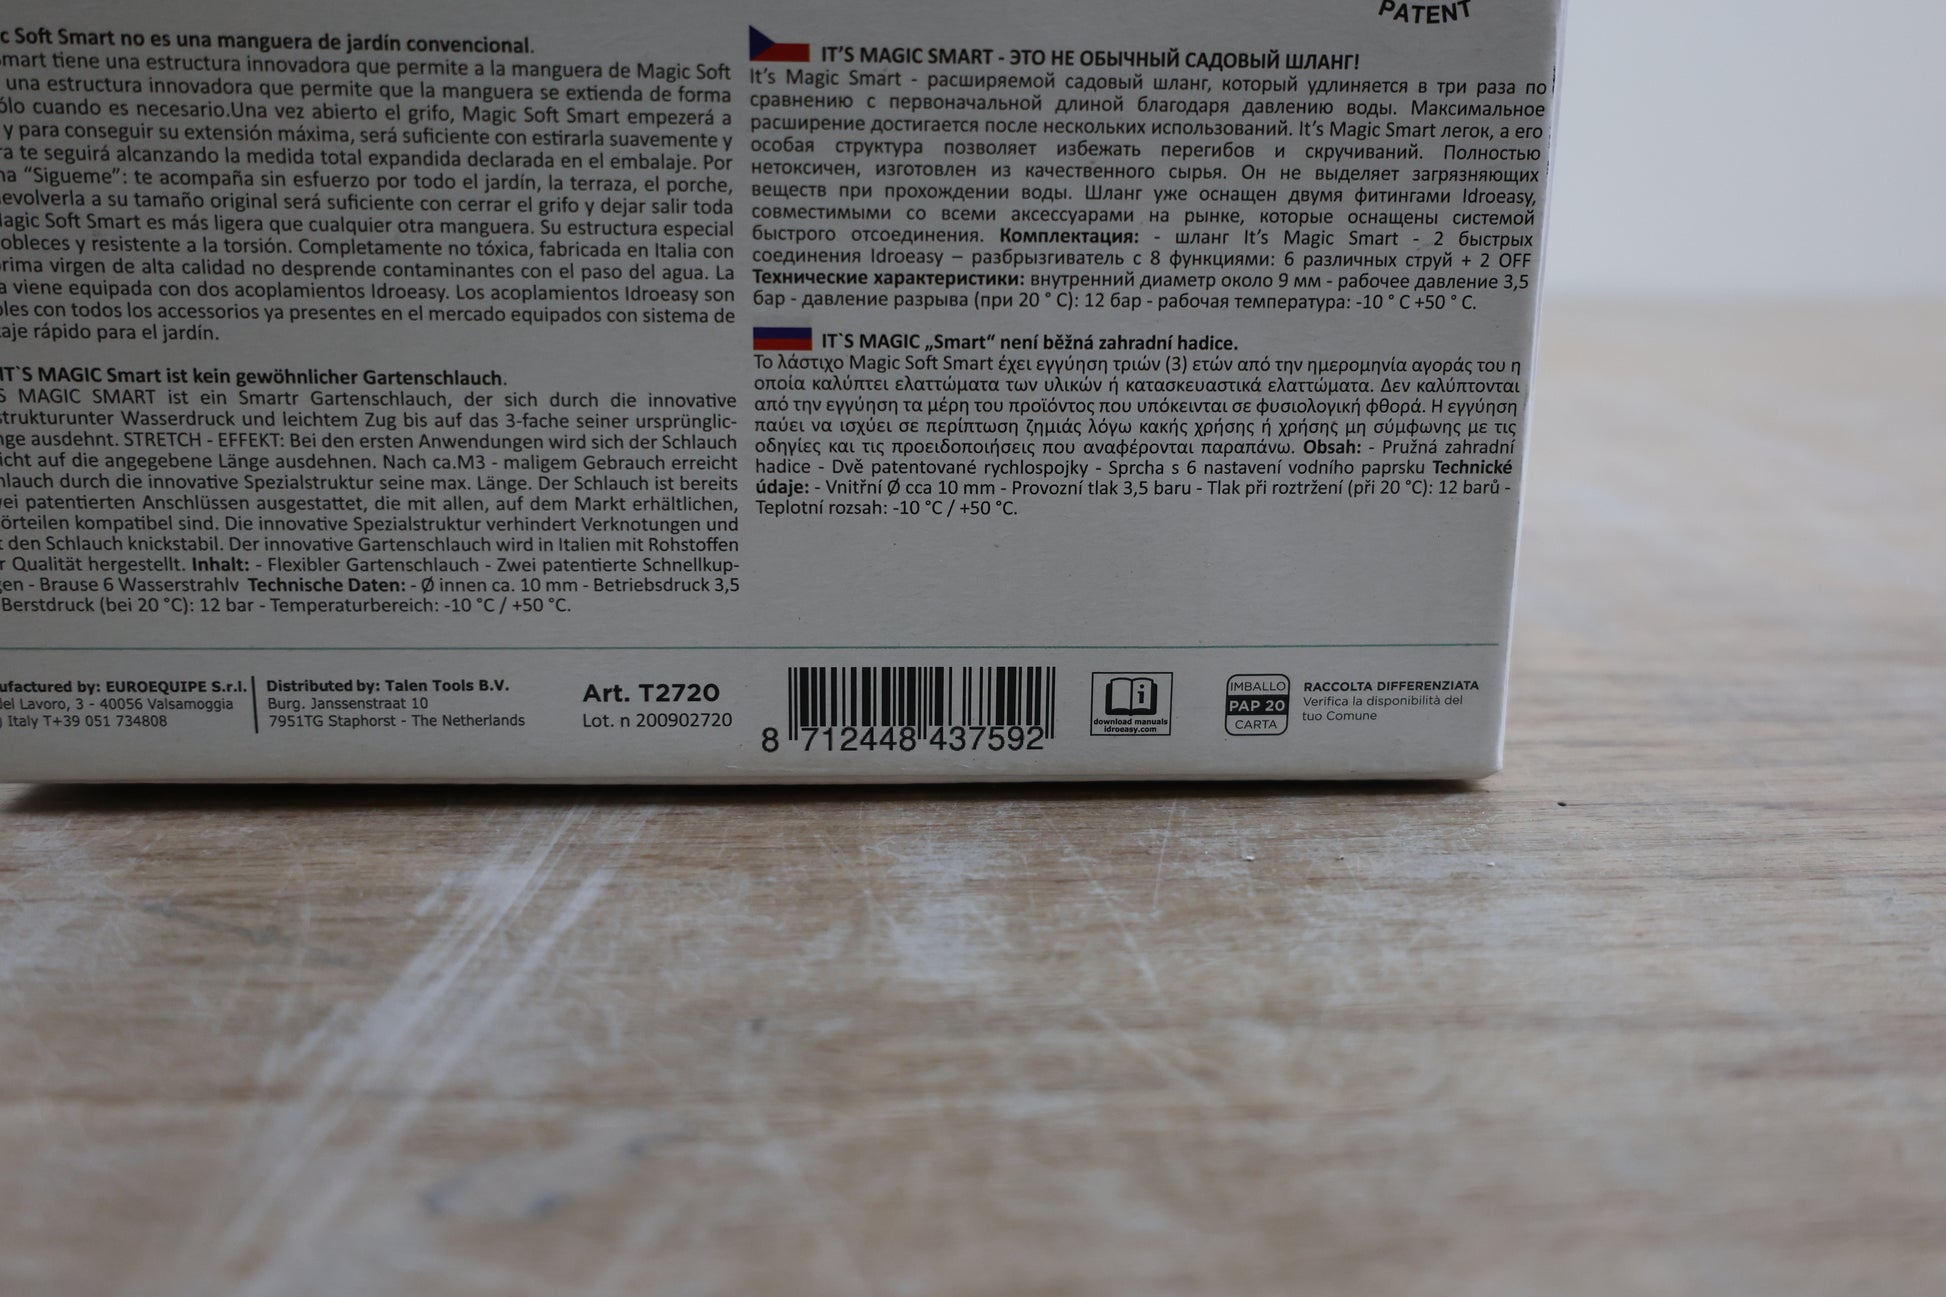 PATENT
c Soft Smart no es una manguera de jardín convencional.
mart tiene una estructura innovadora que permite a la manguera de Magic Soft
una estructura innovadora que permite que la manguera se extienda de forma
ólo cuando es necesario.Una vez abierto el grifo, Magic Soft Smart empezerá a
y para conseguir su extensión máxima, será suficiente con estirarla suavemente y
ra te seguirá alcanzando la medida total expandida declarada en el embalaje. Por
na “Sigueme”: te acompaña sin esfuerzo por todo el jardín, la terraza, el porche,
evolverla a su tamaño original será suficiente con cerrar el grifo y dejar salir toda
agic Soft Smart es más ligera que cualquier otra manguera. Su estructura especial
obleces y resistente a la torsión. Completamente no tóxica, fabricada en Italia con
rima virgen de alta calidad no desprende contaminantes con el paso del agua. La
a viene equipada con dos acoplamientos Idroeasy. Los acoplamientos Idroeasy son
les con todos los accessorios ya presentes en el mercado equipados con sistema de
aje rápido para el jardín.
IT`S MAGIC Smart ist kein gewöhnlicher Gartenschlauch.
S MAGIC SMART ist ein Smartr Gartenschlauch, der sich durch die innovative
strukturunter Wasserdruck und leichtem Zug bis auf das 3-fache seiner ursprünglic-
nge ausdehnt. STRETCH - EFFEKT: Bei den ersten Anwendungen wird sich der Schlauch
icht auf die angegebene Länge ausdehnen. Nach ca.M3 - maligem Gebrauch erreicht
hlauch durch die innovative Spezialstruktur seine max. Länge. Der Schlauch ist bereits
vei patentierten Anschlüssen ausgestattet, die mit allen, auf dem Markt erhältlichen,
örteilen kompatibel sind. Die innovative Spezialstruktur verhindert Verknotungen und
t den Schlauch knickstabil. Der innovative Gartenschlauch wird in Italien mit Rohstoffen
r Qualität hergestellt. Inhalt: - Flexibler Gartenschlauch - Zwei patentierte Schnellkup-
gen - Brause 6 Wasserstrahlv Technische Daten: - Ø innen ca. 10 mm - Betriebsdruck 3,5
Berstdruck (bei 20 °C): 12 bar - Temperaturbereich: -10 °C / +50 °C.
IT’S MAGIC SMART - ЭТО НЕ ОБЫЧНЫЙ САДОВЫЙ ШЛАНГ!
It’s Magic Smart - расширяемой садовый шланг, который удлиняется в три раза по
сравнению с первоначальной длиной благодаря давлению воды. Максимальное
расширение достигается после нескольких использований. It’s Magic Smart легок, а его
особая структура позволяет избежать перегибов и скручиваний. Полностью
нетоксичен, изготовлен из качественного сырья. Он не выделяет загрязняющих
веществ при прохождении воды. Шланг уже оснащен двумя фитингами Idroeasy,
совместимыми со всеми аксессуарами на рынке, которые оснащены системой
быстрого отсоединения. Комплектация: - шланг It’s Magic Smart - 2 быстрых
соединения Idroeasy – разбрызгиватель с 8 функциями: 6 различных струй + 2 OFF
Технические характеристики: внутренний диаметр около 9 мм - рабочее давление 3,5
бар - давление разрыва (при 20 ° C): 12 бар - рабочая температура: -10 ° C +50 ° C.
IT`S MAGIC „Smart“ není běžná zahradní hadice.
Το λάστιχο Magic Soft Smart έχει εγγύηση τριών (3) ετών από την ημερομηνία αγοράς του η
οποία καλύπτει ελαττώματα των υλικών ή κατασκευαστικά ελαττώματα. Δεν καλύπτονται
από την εγγύηση τα μέρη του προϊόντος που υπόκεινται σε φυσιολογική φθορά. Η εγγύηση
παύει να ισχύει σε περίπτωση ζημιάς λόγω κακής χρήσης ή χρήσης μη σύμφωνης με τις
οδηγίες και τις προειδοποιήσεις που αναφέρονται παραπάνω. Obsah: - Pružná zahradní
hadice - Dvě patentované rychlospojky - Sprcha s 6 nastavení vodního paprsku Technické
údaje: - Vnitřní Ø cca 10 mm - Provozní tlak 3,5 baru - Tlak při roztržení (při 20 °C): 12 barů -
Teplotní rozsah: -10 °C / +50 °C.
ufactured by: EUROEQUIPE S.r.l.
del Lavoro, 3 - 40056 Valsamoggia
) Italy T+39 051 734808
Distributed by: Talen Tools B.V.
Burg. Janssenstraat 10
7951TG Staphorst - The Netherlands
Art. T2720
Lot. n 200902720
8 712448 437592
download manuals
idroeasy.com
IMBALLO
PAP 20
CARTA
RACCOLTA DIFFERENZIATA
Verifica la disponibilità del
tuo Comune